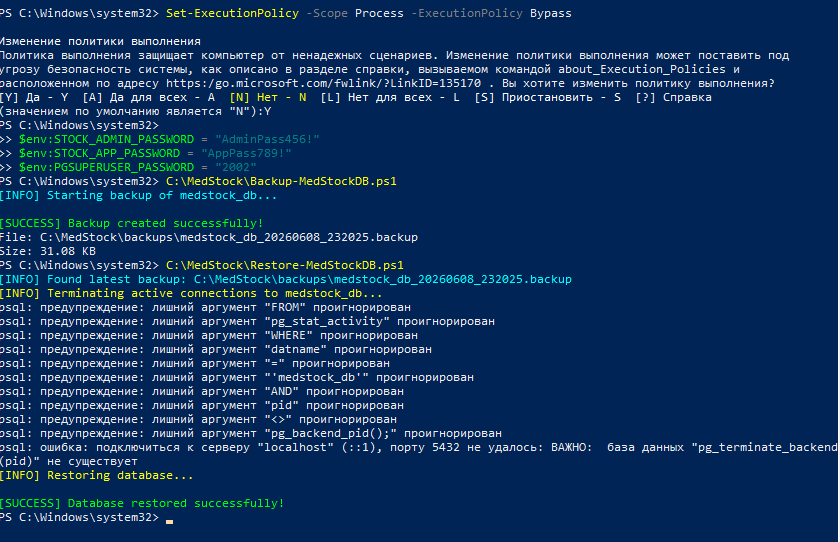 PS C:\Windows\system32> Set-ExecutionPolicy -Scope Process -ExecutionPolicy Bypass
Изменение политики выполнения
Политика выполнения защищает компьютер от ненадежных сценариев. Изменение политики выполнения может поставить под
угрозу безопасность системы, как описано в разделе справки, вызываемом командой about_Execution_Policies и
расположенном по адресу https:/go.microsoft.com/fwlink/?LinkID=135170 . Вы хотите изменить политику выполнения?
[Y] Да - Y  [A] Да для всех - A  [N] Нет - N  [L] Нет для всех - L  [S] Приостановить - S  [?] Справка
(значением по умолчанию является "N"):Y
PS C:\Windows\system32>
>> $env:STOCK_ADMIN_PASSWORD = "AdminPass456!"
>> $env:STOCK_APP_PASSWORD = "AppPass789!"
>> $env:PGSUPERUSER_PASSWORD = "2002"
PS C:\Windows\system32> C:\MedStock\Backup-MedStockDB.ps1
[INFO] Starting backup of medstock_db...
[SUCCESS] Backup created successfully!
File: C:\MedStock\backups\medstock_db_20260608_232025.backup
Size: 31.08 KB
PS C:\Windows\system32> C:\MedStock\Restore-MedStockDB.ps1
[INFO] Found latest backup: C:\MedStock\backups\medstock_db_20260608_232025.backup
[INFO] Terminating active connections to medstock_db...
psql: предупреждение: лишний аргумент "FROM" проигнорирован
psql: предупреждение: лишний аргумент "pg_stat_activity" проигнорирован
psql: предупреждение: лишний аргумент "WHERE" проигнорирован
psql: предупреждение: лишний аргумент "datname" проигнорирован
psql: предупреждение: лишний аргумент "=" проигнорирован
psql: предупреждение: лишний аргумент "'medstock_db'" проигнорирован
psql: предупреждение: лишний аргумент "AND" проигнорирован
psql: предупреждение: лишний аргумент "pid" проигнорирован
psql: предупреждение: лишний аргумент "<>" проигнорирован
psql: предупреждение: лишний аргумент "pg_backend_pid();" проигнорирован
psql: ошибка: подключиться к серверу "localhost" (::1), порту 5432 не удалось: ВАЖНО:  база данных "pg_terminate_backend
(pid)" не существует
[INFO] Restoring database...
[SUCCESS] Database restored successfully!
PS C:\Windows\system32>